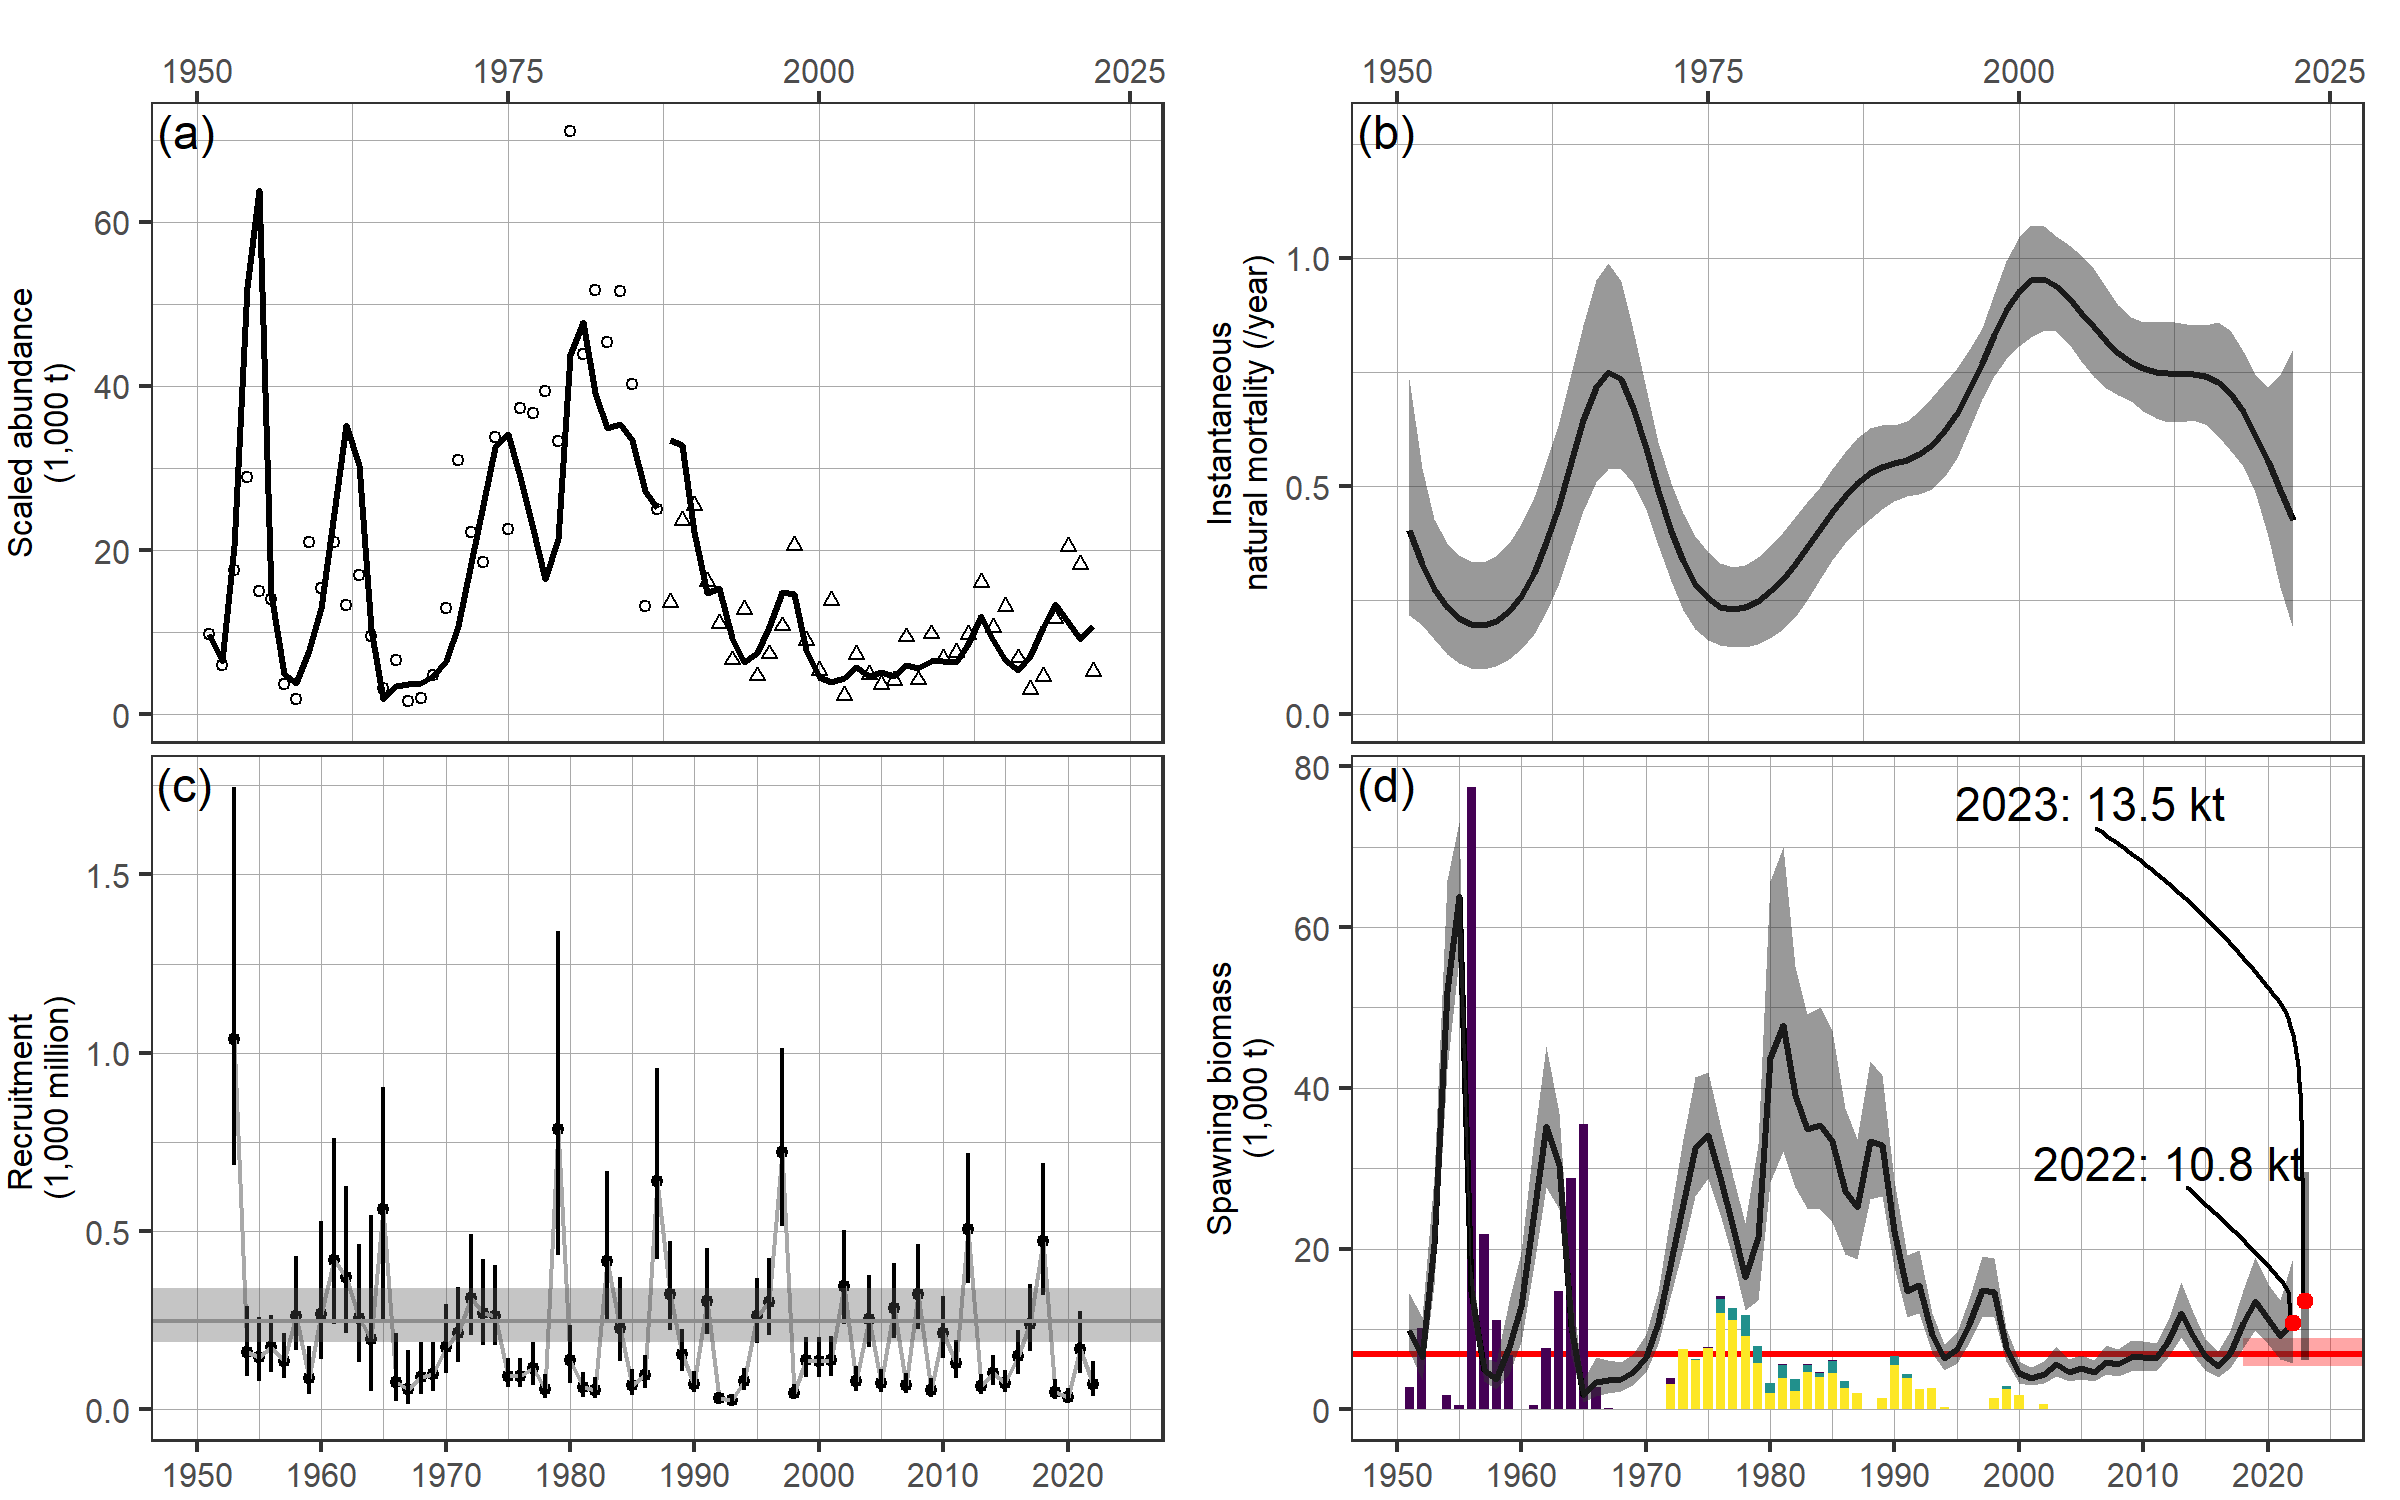 1950 1975 2000 2025
(a)
60
40
20
0
Scaled abundance
(1,000 t)
1950 1975 2000 2025
(b)
1.0
0.5
0.0
Instantaneous
natural mortality (/year)
(c)
1.5
1.0
0.5
0.0
Recruitment
(1,000 million)
1950 1960 1970 1980 1990 2000 2010 2020
(d)
80
60
40
20
0
Spawning biomass
(1,000 t)
2023: 13.5 kt
2022: 10.8 kt
1950 1960 1970 1980 1990 2000 2010 2020